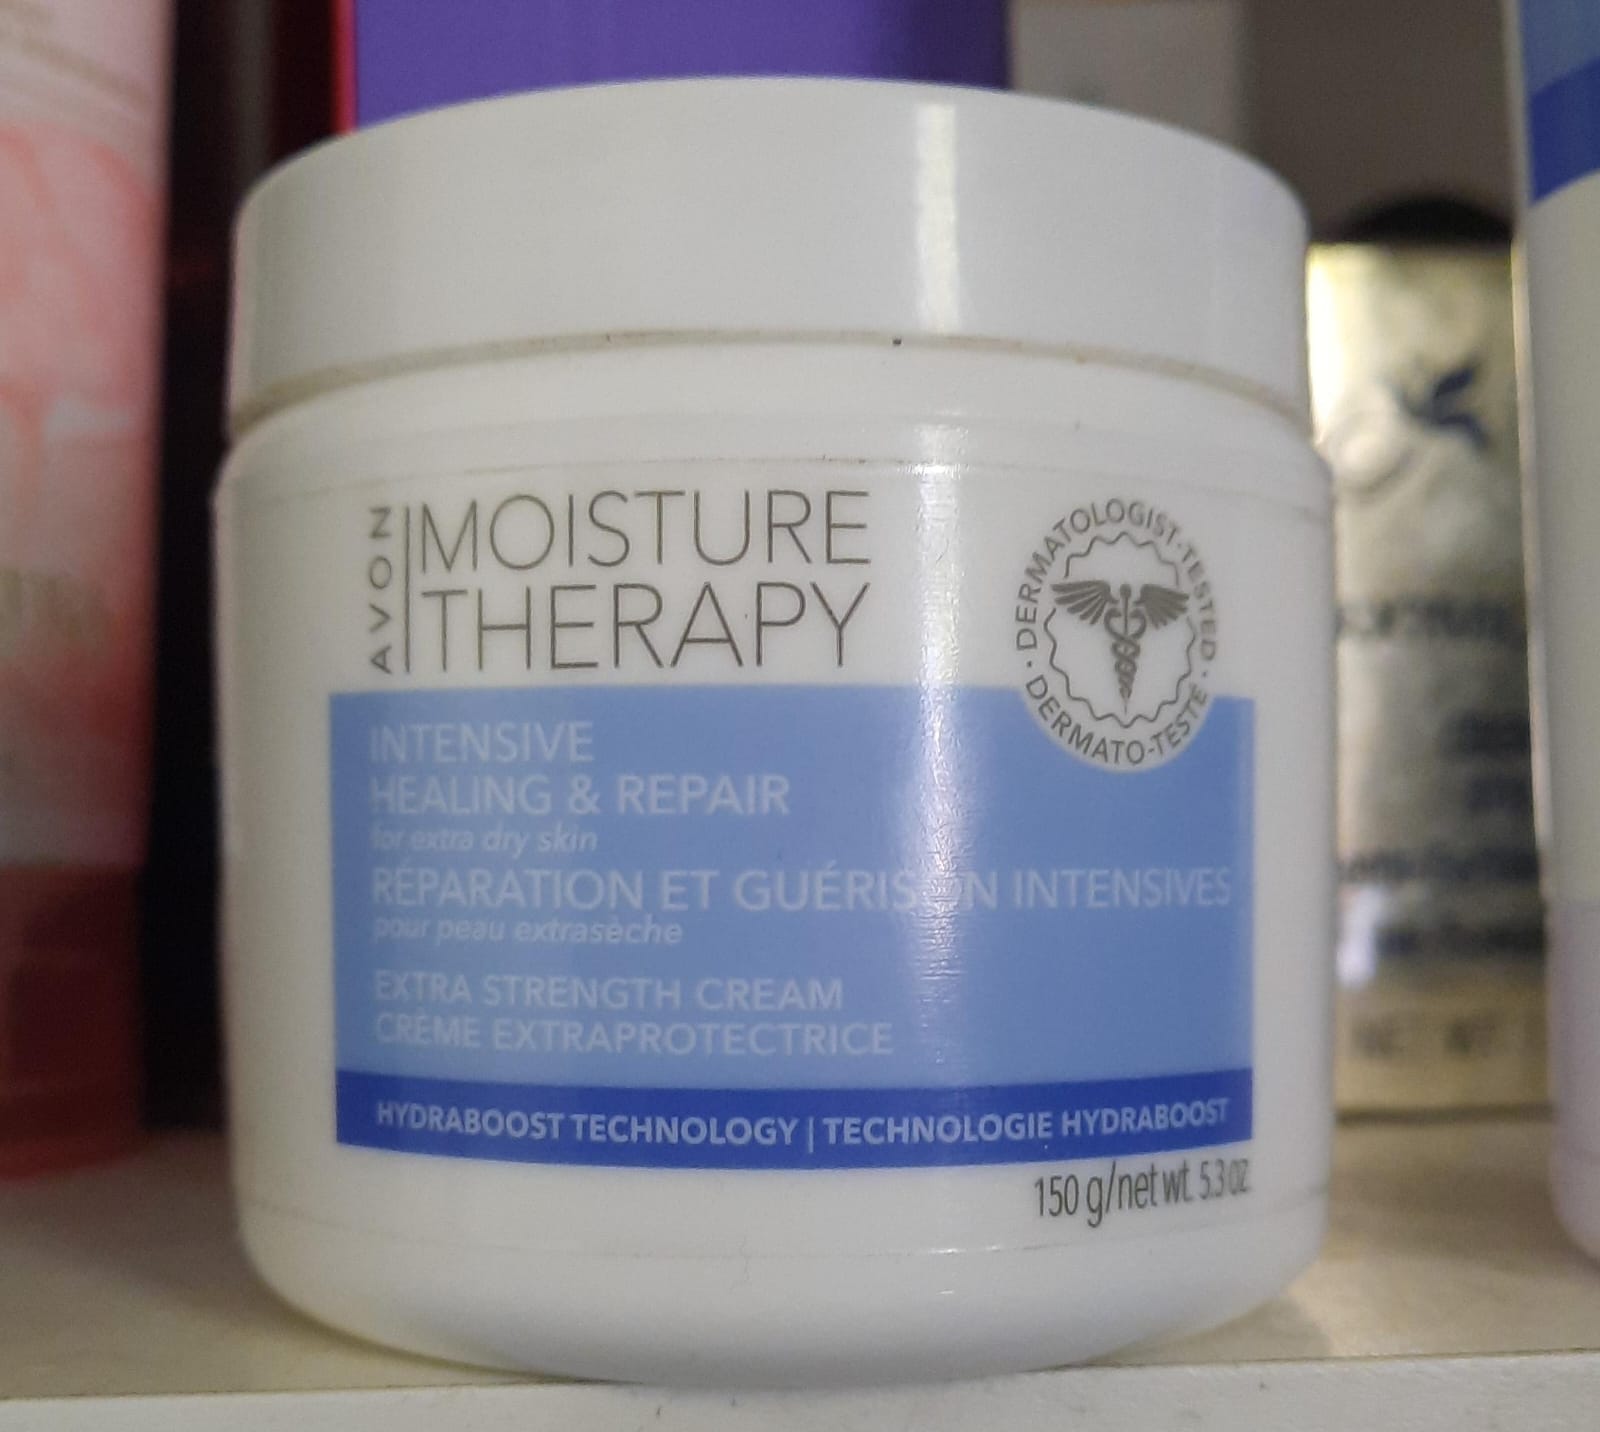 AVON
MOISTURE
THERAPY
DERMATOLOGIST-TESTED
DERMATO-TESTÉ
INTENSIVE
HEALING & REPAIR
for extra dry skin
RÉPARATION ET GUÉRISON INTENSIVES
pour peau extrasèche
EXTRA STRENGTH CREAM
CRÈME EXTRAPROTECTRICE
HYDRABOOST TECHNOLOGY | TECHNOLOGIE HYDRABOOST
150 g/net wt. 5.3 oz